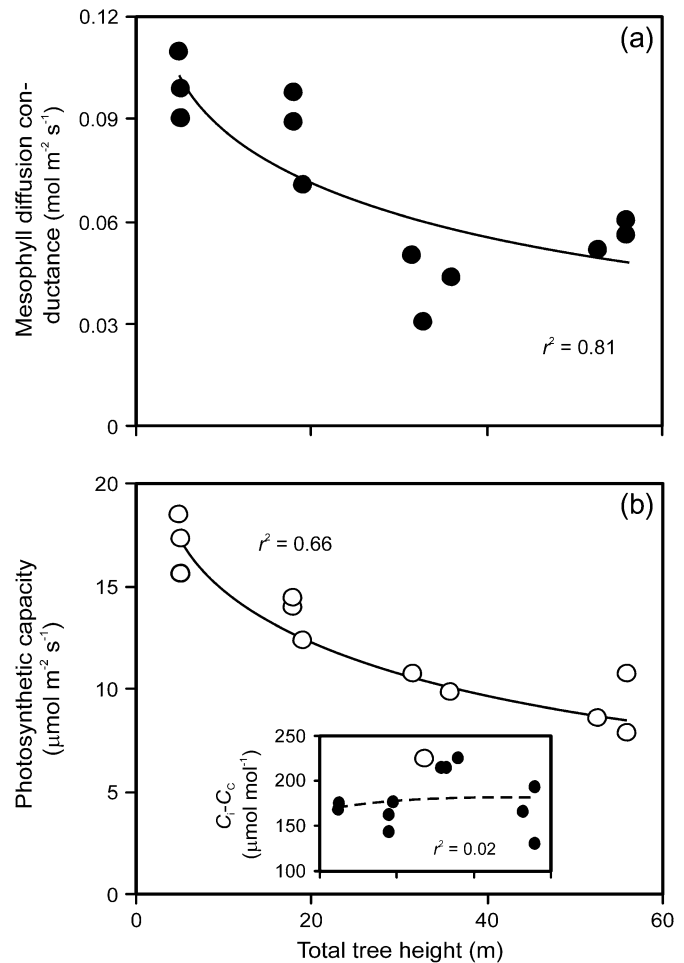 (a)
Mesophyll diffusion con-
ductance (mol m⁻² s⁻¹)
0.12
0.09
0.06
0.03
0
r² = 0.81
(b)
Photosynthetic capacity
(μmol m⁻² s⁻¹)
20
15
10
5
0
r² = 0.66
Cᵢ-C꜀
(μmol mol⁻¹)
250
200
150
100
r² = 0.02
0 20 40 60
Total tree height (m)